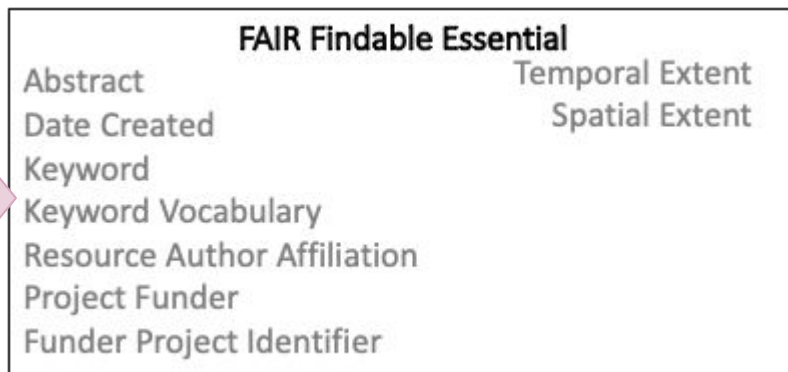 FAIR Findable Essential
Abstract
Date Created
Keyword
Keyword Vocabulary
Resource Author Affiliation
Project Funder
Funder Project Identifier
Temporal Extent
Spatial Extent